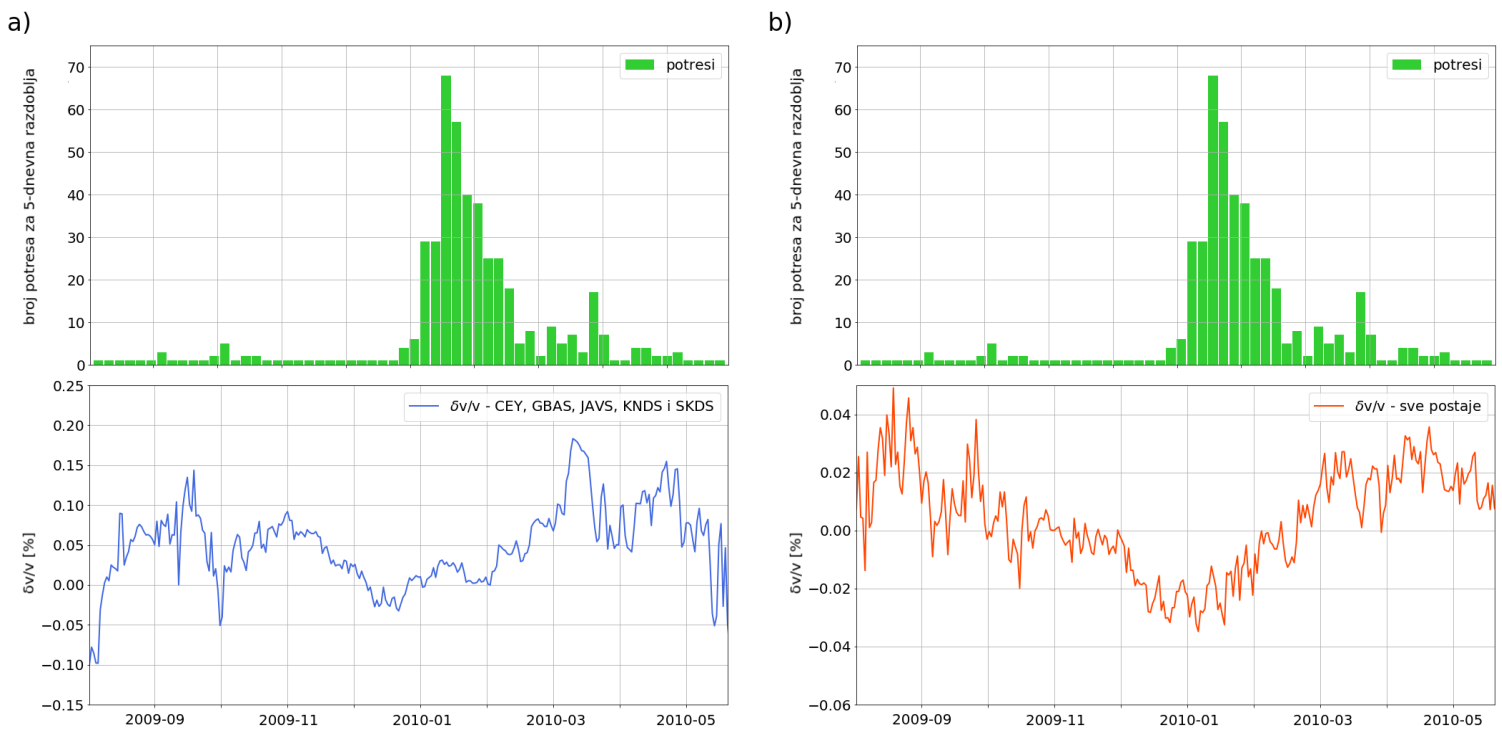 a)
potresi
broj potresa za 5-dnevna razdoblja
70
60
50
40
30
20
10
0
δv/v - CEY, GBAS, JAVS, KNDS i SKDS
δv/v [%]
0.25
0.20
0.15
0.10
0.05
0.00
−0.05
−0.10
−0.15
2009-09 2009-11 2010-01 2010-03 2010-05
b)
potresi
broj potresa za 5-dnevna razdoblja
70
60
50
40
30
20
10
0
δv/v - sve postaje
δv/v [%]
0.04
0.02
0.00
−0.02
−0.04
−0.06
2009-09 2009-11 2010-01 2010-03 2010-05